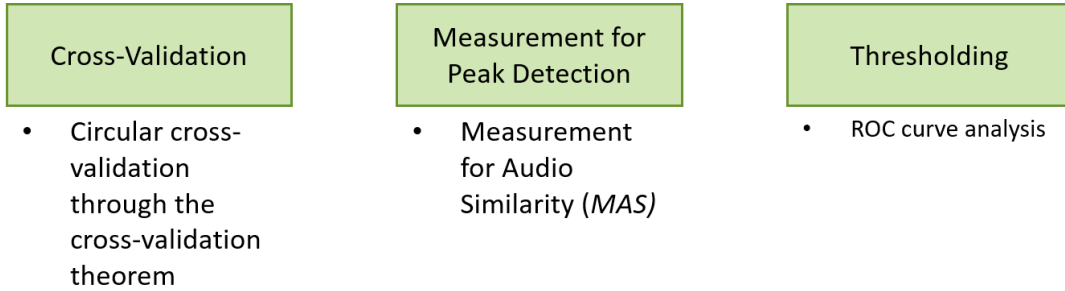 Cross-Validation
• Circular cross-
validation
through the
cross-validation
theorem
Measurement for
Peak Detection
• Measurement
for Audio
Similarity (MAS)
Thresholding
• ROC curve analysis